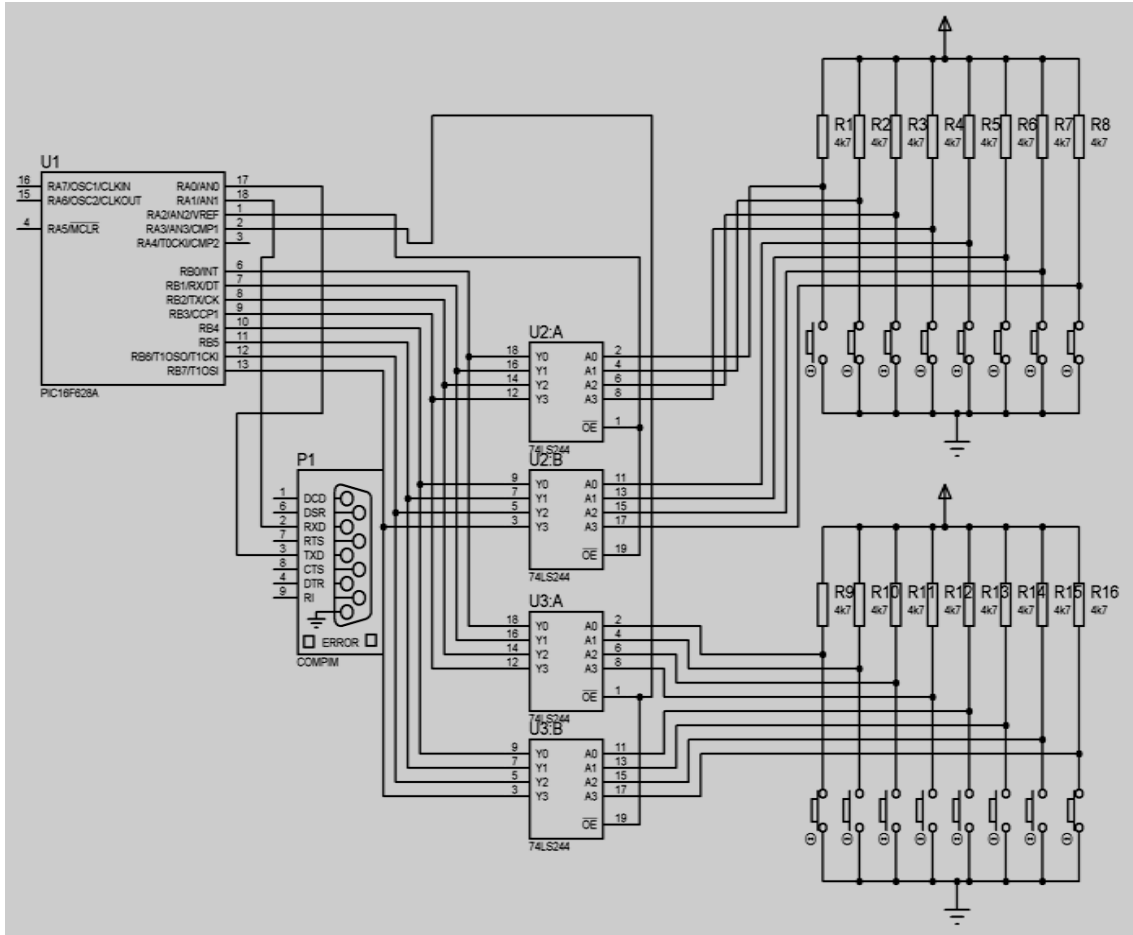 U1
16 RA7/OSC1/CLKIN RA0/AN0 17
15 RA6/OSC2/CLKOUT RA1/AN1 18
RA2/AN2/VREF 1
4 RA5/MCLR RA3/AN3/CMP1 2
RA4/T0CKI/CMP2 3
RB0/INT 6
RB1/RX/DT 7
RB2/TX/CK 8
RB3/CCP1 9
RB4 10
RB5 11
RB6/T1OSO/T1CKI 12
RB7/T1OSI 13
PIC16F628A
P1
1 DCD
6 DSR
2 RXD
7 RTS
3 TXD
8 CTS
4 DTR
9 RI
ERROR
COMPIM
U2:A
18 Y0 A0 2
16 Y1 A1 4
14 Y2 A2 6
12 Y3 A3 8
OE 1
74LS244
U2:B
9 Y0 A0 11
7 Y1 A1 13
5 Y2 A2 15
3 Y3 A3 17
OE 19
74LS244
U3:A
18 Y0 A0 2
16 Y1 A1 4
14 Y2 A2 6
12 Y3 A3 8
OE 1
74LS244
U3:B
9 Y0 A0 11
7 Y1 A1 13
5 Y2 A2 15
3 Y3 A3 17
OE 19
74LS244
R1 R2 R3 R4 R5 R6 R7 R8
4k7 4k7 4k7 4k7 4k7 4k7 4k7 4k7
R9 R10 R11 R12 R13 R14 R15 R16
4k7 4k7 4k7 4k7 4k7 4k7 4k7 4k7